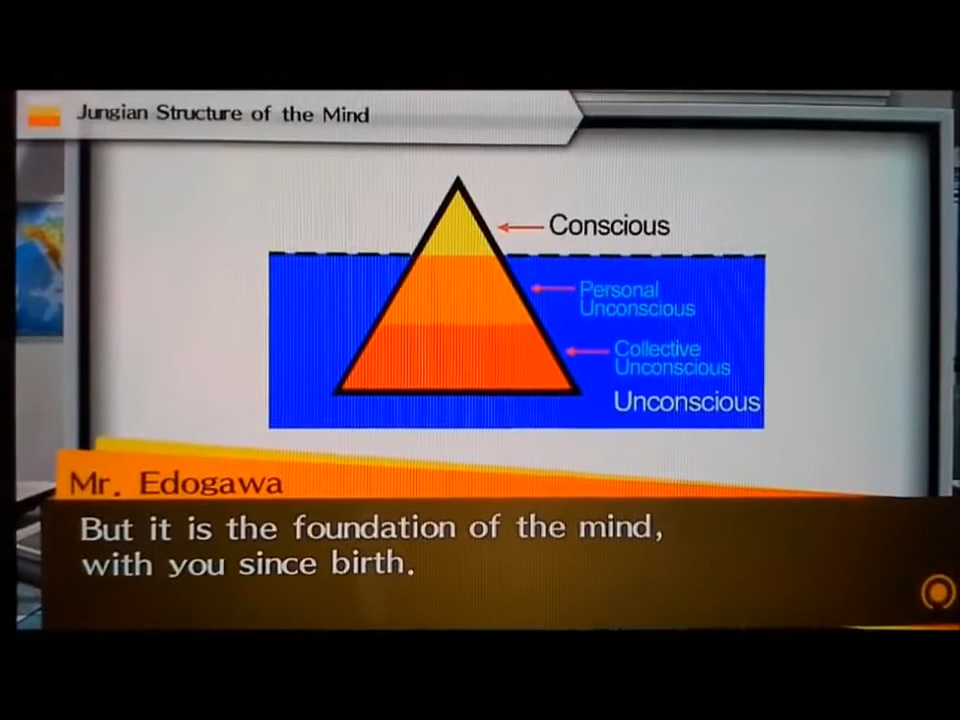 Jungian Structure of the Mind
Conscious
Personal
Unconscious
Collective
Unconscious
Unconscious
Mr. Edogawa
But it is the foundation of the mind,
with you since birth.